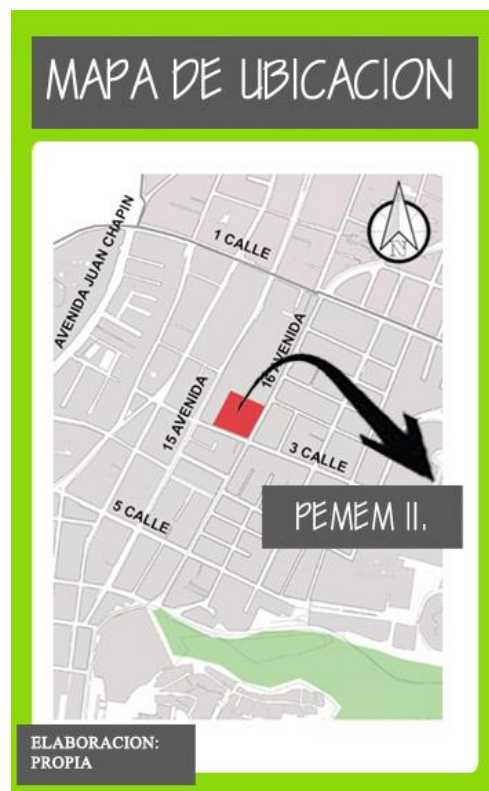 MAPA DE UBICACION
N
AVENIDA JUAN CHAPIN
1 CALLE
16 AVENIDA
15 AVENIDA
3 CALLE
5 CALLE
PEMEM II.
ELABORACION:
PROPIA